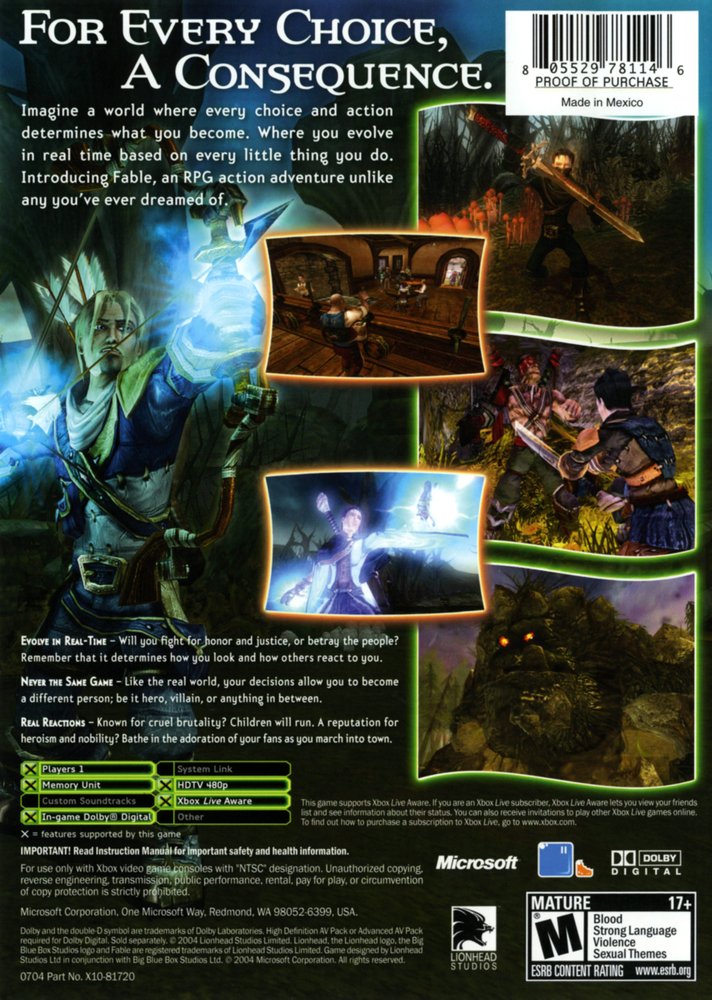 FOR EVERY CHOICE,
A CONSEQUENCE.
Imagine a world where every choice and action
determines what you become. Where you evolve
in real time based on every little thing you do.
Introducing Fable, an RPG action adventure unlike
any you've ever dreamed of.
8 05529 78114 6
PROOF OF PURCHASE
Made in Mexico
EVOLVE IN REAL-TIME – Will you fight for honor and justice, or betray the people?
Remember that it determines how you look and how others react to you.
NEVER THE SAME GAME – Like the real world, your decisions allow you to become
a different person; be it hero, villain, or anything in between.
REAL REACTIONS – Known for cruel brutality? Children will run. A reputation for
heroism and nobility? Bathe in the adoration of your fans as you march into town.
X Players 1
System Link
X Memory Unit
X HDTV 480p
Custom Soundtracks
X Xbox Live Aware
X In-game Dolby® Digital
Other
X = features supported by this game
This game supports Xbox Live Aware. If you are an Xbox Live subscriber, Xbox Live Aware lets you view your friends
list and see information about their status. You can also receive invitations to play other Xbox Live games online.
To find out how to purchase a subscription to Xbox Live, go to www.xbox.com.
IMPORTANT! Read Instruction Manual for important safety and health information.
For use only with Xbox video game consoles with "NTSC" designation. Unauthorized copying,
reverse engineering, transmission, public performance, rental, pay for play, or circumvention
of copy protection is strictly prohibited.
Microsoft Corporation, One Microsoft Way, Redmond, WA 98052-6399, USA.
Dolby and the double-D symbol are trademarks of Dolby Laboratories. High Definition AV Pack or Advanced AV Pack
required for Dolby Digital. Sold separately. © 2004 Lionhead Studios Limited. Lionhead, the Lionhead logo, the Big
Blue Box Studios logo and Fable are registered trademarks of Lionhead Studios Limited. Game designed by Lionhead
Studios Ltd in conjunction with Big Blue Box Studios Ltd. © 2004 Microsoft Corporation. All rights reserved.
0704 Part No. X10-81720
Microsoft
DOLBY
DIGITAL
LIONHEAD
STUDIOS
MATURE 17+
M
Blood
Strong Language
Violence
Sexual Themes
ESRB CONTENT RATING www.esrb.org